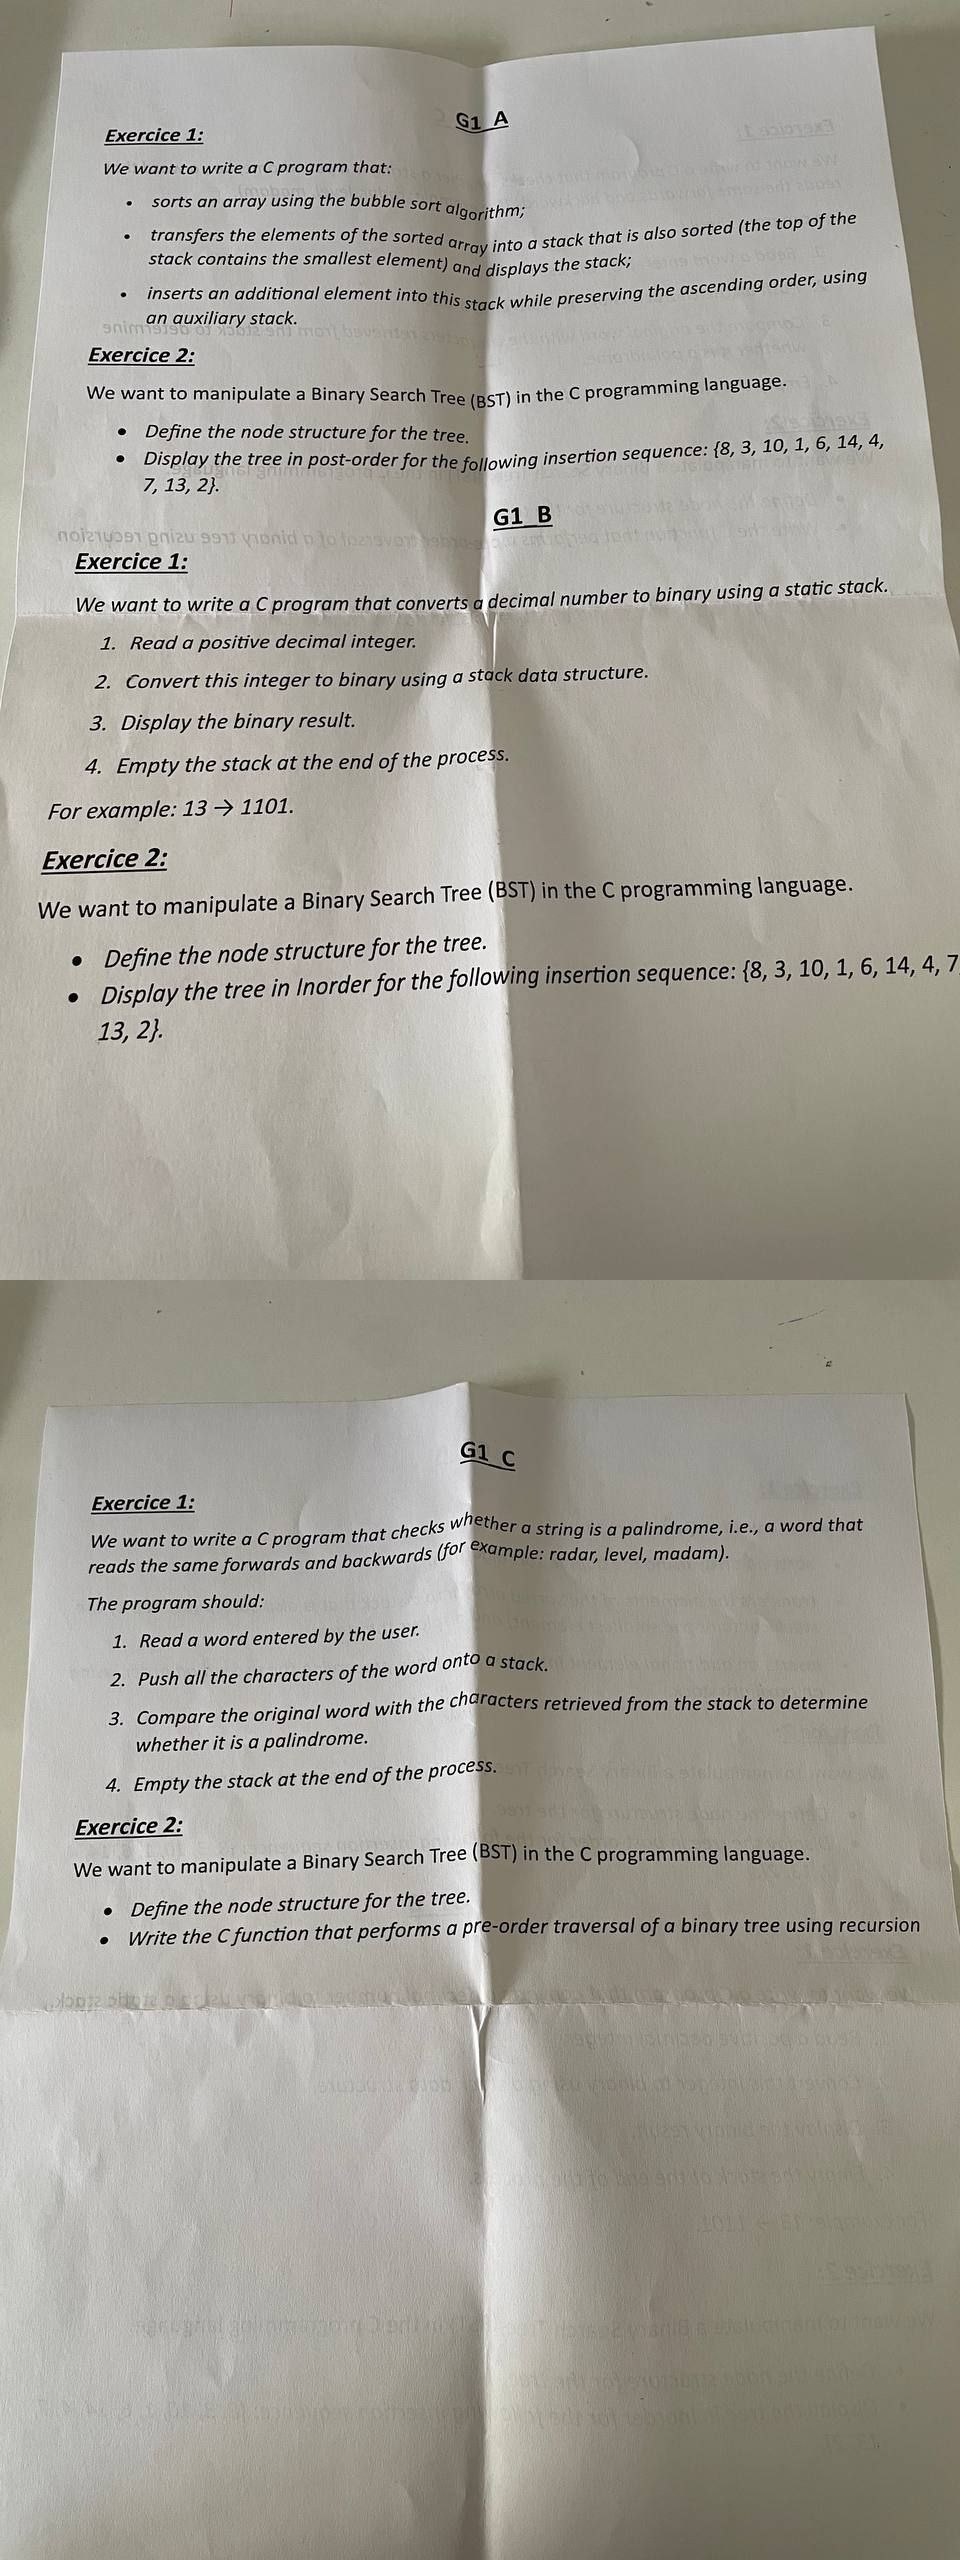 G1_A
Exercice 1:
We want to write a C program that:
• sorts an array using the bubble sort algorithm;
• transfers the elements of the sorted array into a stack that is also sorted (the top of the
stack contains the smallest element) and displays the stack;
• inserts an additional element into this stack while preserving the ascending order, using
an auxiliary stack.
Exercice 2:
We want to manipulate a Binary Search Tree (BST) in the C programming language.
• Define the node structure for the tree.
• Display the tree in post-order for the following insertion sequence: {8, 3, 10, 1, 6, 14, 4,
7, 13, 2}.
G1_B
Exercice 1:
We want to write a C program that converts a decimal number to binary using a static stack.
1. Read a positive decimal integer.
2. Convert this integer to binary using a stack data structure.
3. Display the binary result.
4. Empty the stack at the end of the process.
For example: 13 → 1101.
Exercice 2:
We want to manipulate a Binary Search Tree (BST) in the C programming language.
• Define the node structure for the tree.
• Display the tree in Inorder for the following insertion sequence: {8, 3, 10, 1, 6, 14, 4, 7
13, 2}.
G1_C
Exercice 1:
We want to write a C program that checks whether a string is a palindrome, i.e., a word that
reads the same forwards and backwards (for example: radar, level, madam).
The program should:
1. Read a word entered by the user.
2. Push all the characters of the word onto a stack.
3. Compare the original word with the characters retrieved from the stack to determine
whether it is a palindrome.
4. Empty the stack at the end of the process.
Exercice 2:
We want to manipulate a Binary Search Tree (BST) in the C programming language.
• Define the node structure for the tree.
• Write the C function that performs a pre-order traversal of a binary tree using recursion